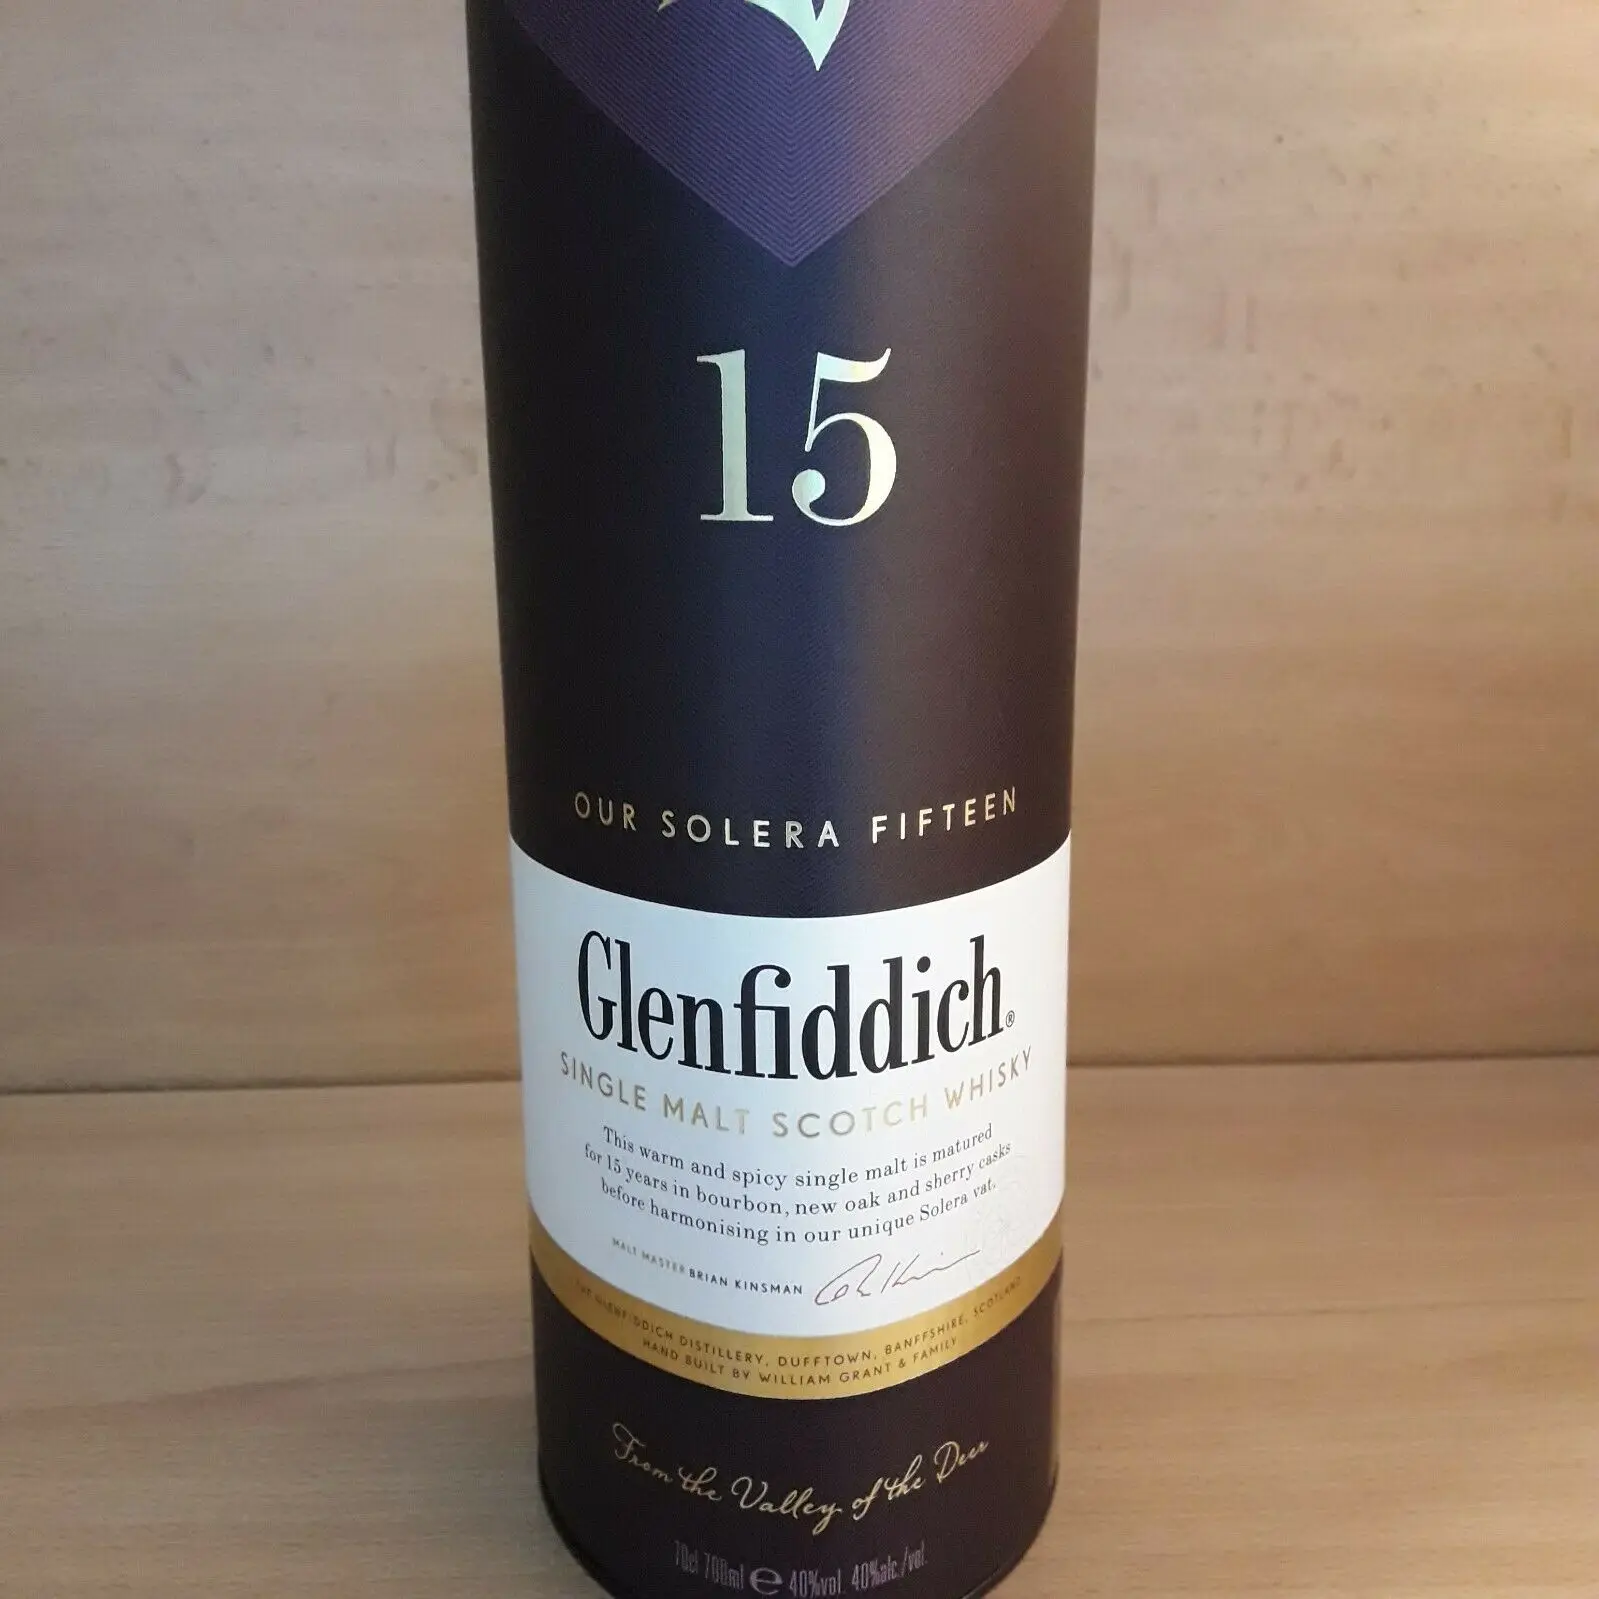 15
OUR SOLERA FIFTEEN
Glenfiddich®
SINGLE MALT SCOTCH WHISKY
This warm and spicy single malt is matured
for 15 years in bourbon, new oak and sherry casks
before harmonising in our unique Solera vat.
MALT MASTER BRIAN KINSMAN
THE GLENFIDDICH DISTILLERY, DUFFTOWN, BANFFSHIRE, SCOTLAND
HAND BUILT BY WILLIAM GRANT & FAMILY
From the Valley of the Deer
70cl 700ml e 40%vol. 40%alc./vol.